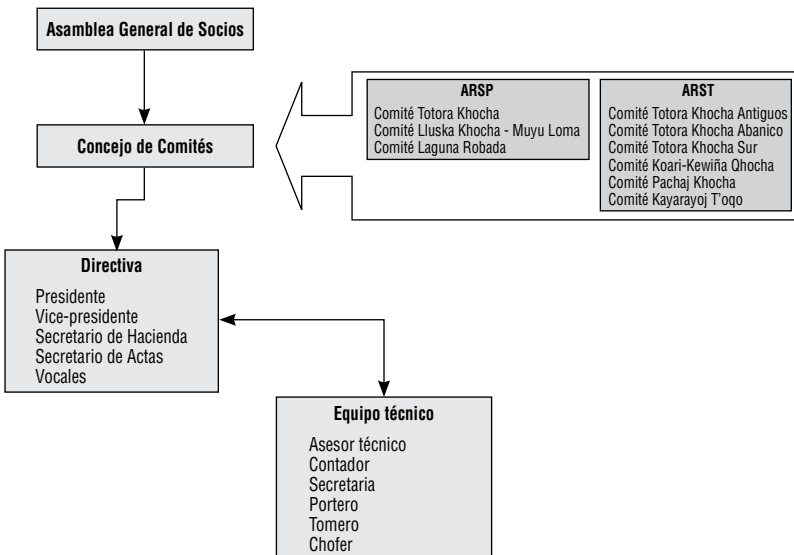 Asamblea General de Socios
Concejo de Comités
ARSP
Comité Totora Khocha
Comité Lluska Khocha - Muyu Loma
Comité Laguna Robada
ARST
Comité Totora Khocha Antiguos
Comité Totora Khocha Abanico
Comité Totora Khocha Sur
Comité Koari-Kewiña Qhocha
Comité Pachaj Khocha
Comité Kayarayoj T'oqo
Directiva
Presidente
Vice-presidente
Secretario de Hacienda
Secretario de Actas
Vocales
Equipo técnico
Asesor técnico
Contador
Secretaria
Portero
Tomero
Chofer